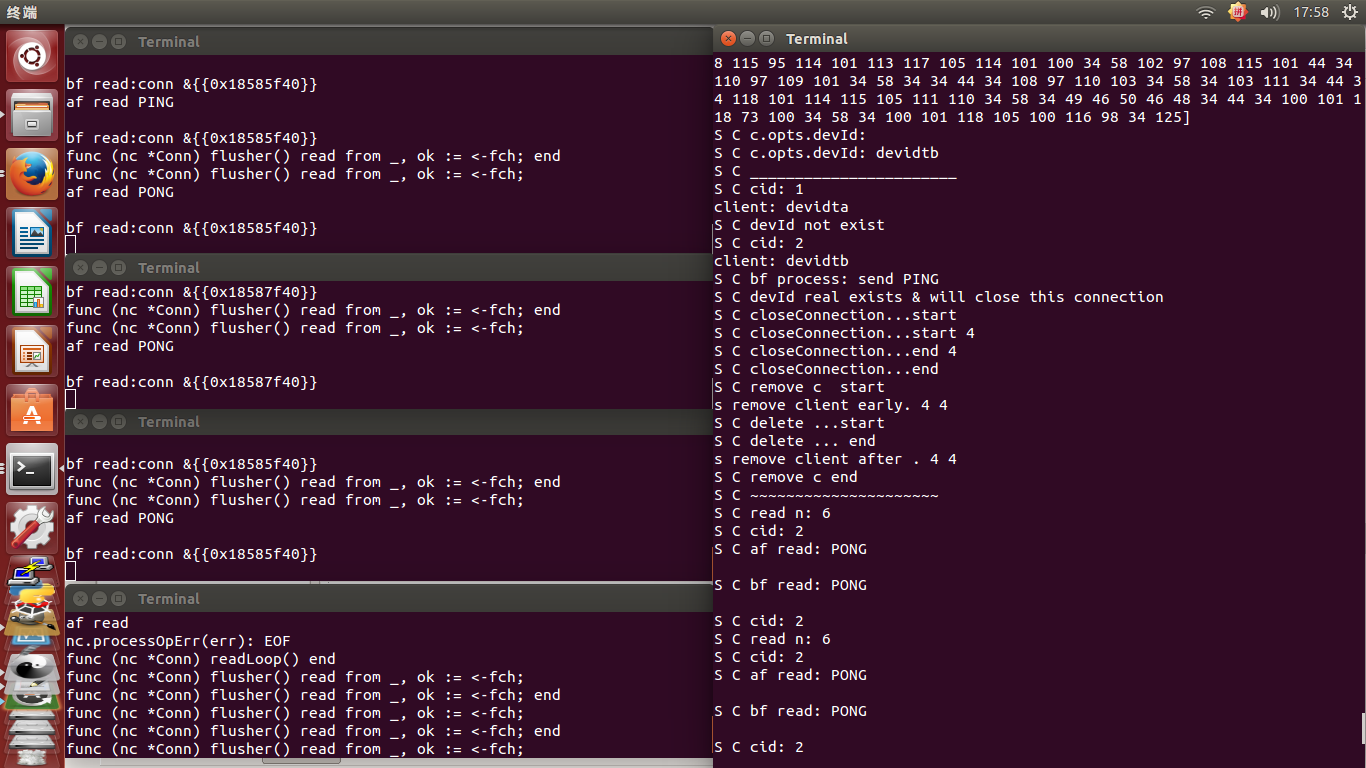 终端
17:58
Terminal
bf read:conn &{{0x18585f40}}
af read PING
bf read:conn &{{0x18585f40}}
func (nc *Conn) flusher() read from _, ok := <-fch; end
func (nc *Conn) flusher() read from _, ok := <-fch;
af read PONG
bf read:conn &{{0x18585f40}}
Terminal
bf read:conn &{{0x18587f40}}
func (nc *Conn) flusher() read from _, ok := <-fch; end
func (nc *Conn) flusher() read from _, ok := <-fch;
af read PONG
bf read:conn &{{0x18587f40}}
Terminal
bf read:conn &{{0x18585f40}}
func (nc *Conn) flusher() read from _, ok := <-fch; end
func (nc *Conn) flusher() read from _, ok := <-fch;
af read PONG
bf read:conn &{{0x18585f40}}
Terminal
af read
nc.processOpErr(err): EOF
func (nc *Conn) readLoop() end
func (nc *Conn) flusher() read from _, ok := <-fch;
func (nc *Conn) flusher() read from _, ok := <-fch; end
func (nc *Conn) flusher() read from _, ok := <-fch;
func (nc *Conn) flusher() read from _, ok := <-fch; end
func (nc *Conn) flusher() read from _, ok := <-fch;
Terminal
8 115 95 114 101 113 117 105 114 101 100 34 58 102 97 108 115 101 44 34
110 97 109 101 34 58 34 34 44 34 108 97 110 103 34 58 34 103 111 34 44 3
4 118 101 114 115 105 111 110 34 58 34 49 46 50 46 48 34 44 34 100 101 1
18 73 100 34 58 34 100 101 118 105 100 116 98 34 125]
S C c.opts.devId:
S C c.opts.devId: devidtb
S C _______________________
S C cid: 1
client: devidta
S C devId not exist
S C cid: 2
client: devidtb
S C bf process: send PING
S C devId real exists & will close this connection
S C closeConnection...start
S C closeConnection...start 4
S C closeConnection...end 4
S C closeConnection...end
S C remove c  start
s remove client early. 4 4
S C delete ...start
S C delete ... end
s remove client after . 4 4
S C remove c end
S C ~~~~~~~~~~~~~~~~~~~~~
S C read n: 6
S C cid: 2
S C af read: PONG
S C bf read: PONG
S C cid: 2
S C read n: 6
S C cid: 2
S C af read: PONG
S C bf read: PONG
S C cid: 2